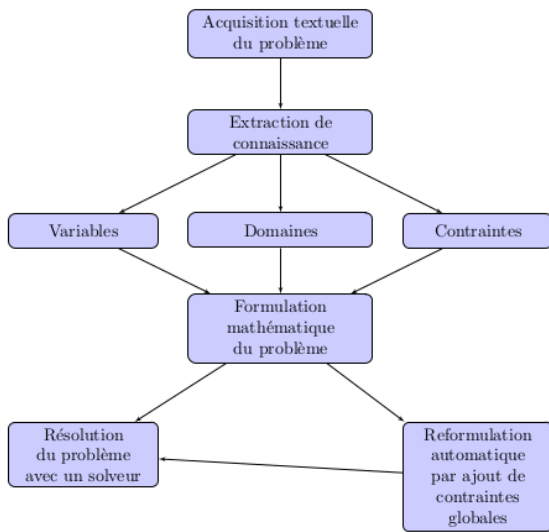 Acquisition textuelle
du problème
Extraction de
connaissance
Variables
Domaines
Contraintes
Formulation
mathématique
du problème
Résolution
du problème
avec un solveur
Reformulation
automatique
par ajout de
contraintes
globales